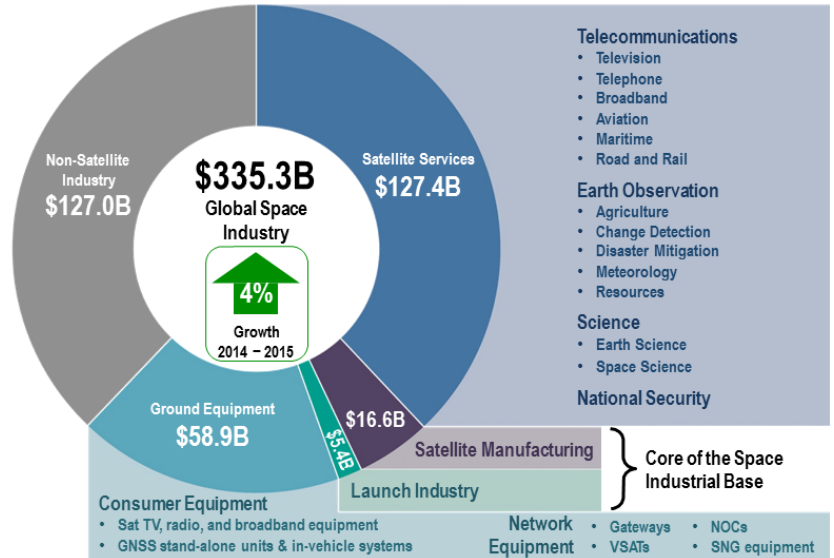 Non-Satellite
Industry
$127.0B
$335.3B
Global Space
Industry
4%
Growth
2014 – 2015
Satellite Services
$127.4B
Ground Equipment
$58.9B
$5.4B
$16.6B
Telecommunications
• Television
• Telephone
• Broadband
• Aviation
• Maritime
• Road and Rail
Earth Observation
• Agriculture
• Change Detection
• Disaster Mitigation
• Meteorology
• Resources
Science
• Earth Science
• Space Science
National Security
Satellite Manufacturing
Launch Industry
Core of the Space
Industrial Base
Consumer Equipment
• Sat TV, radio, and broadband equipment
• GNSS stand-alone units & in-vehicle systems
Network
Equipment
• Gateways
• VSATs
• NOCs
• SNG equipment